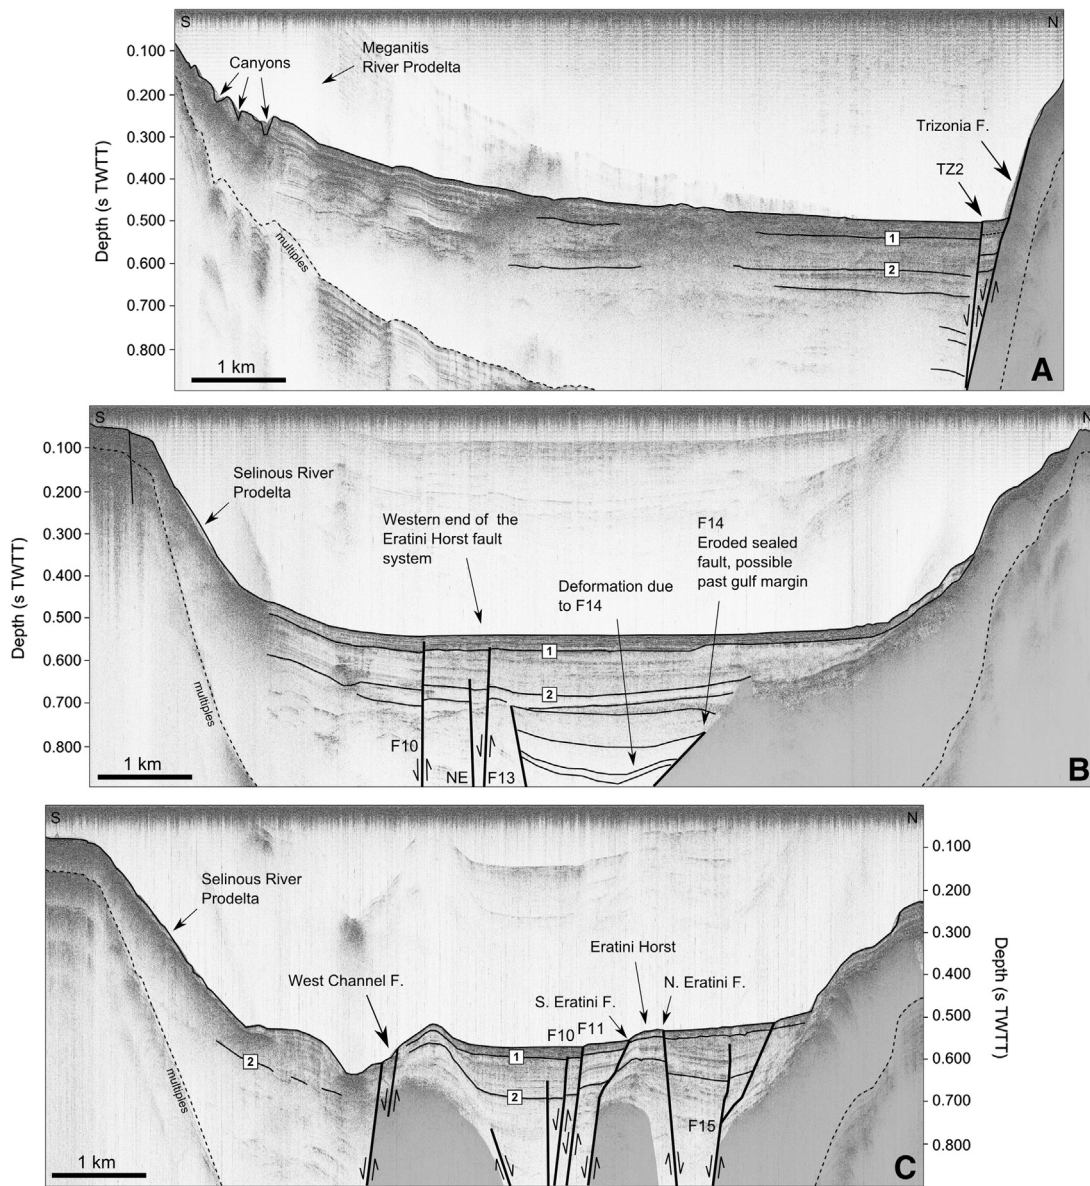 S
N
0.100
0.200
0.300
0.400
0.500
0.600
0.700
0.800
Depth (s TWTT)
Canyons
Meganitis
River Prodelta
Trizonia F.
TZ2
1
2
multiples
1 km
A
S
N
0.100
0.200
0.300
0.400
0.500
0.600
0.700
0.800
Depth (s TWTT)
Selinous River
Prodelta
Western end of the
Eratini Horst fault
system
F14
Eroded sealed
fault, possible
past gulf margin
Deformation due
to F14
1
2
multiples
F10
NE
F13
1 km
B
S
N
0.100
0.200
0.300
0.400
0.500
0.600
0.700
0.800
Depth (s TWTT)
Selinous River
Prodelta
West Channel F.
Eratini Horst
S. Eratini F.
N. Eratini F.
F10
F11
1
2
2
F15
multiples
1 km
C